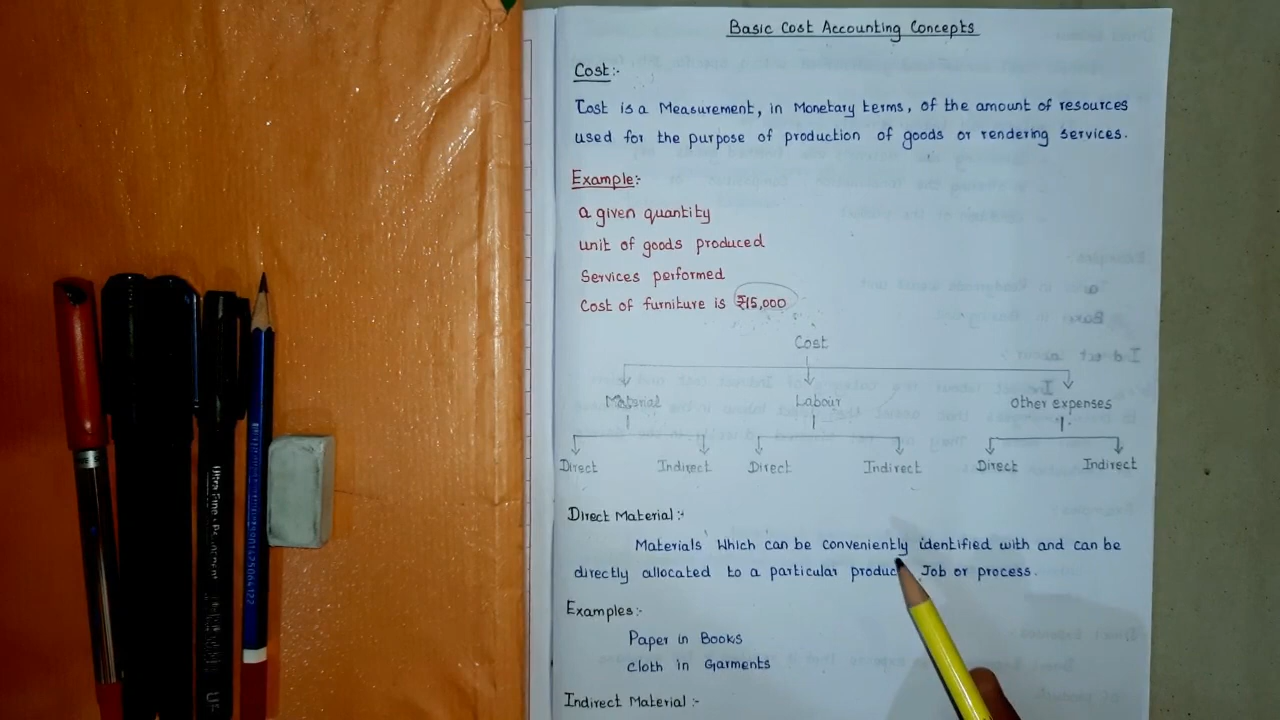 Basic Cost Accounting Concepts
Cost:-
Cost is a Measurement, in Monetary terms, of the amount of resources
used for the purpose of production of goods or rendering services.
Example:-
a given quantity
unit of goods produced
Services performed
Cost of furniture is ₹15,000
Cost
Material Labour Other expenses
Direct Indirect Direct Indirect Direct Indirect
Direct Material:-
Materials Which can be conveniently identified with and can be
directly allocated to a particular Job or process.
Examples:-
Paper in Books
Cloth in Garments
Indirect Material:-
Ultra Fine